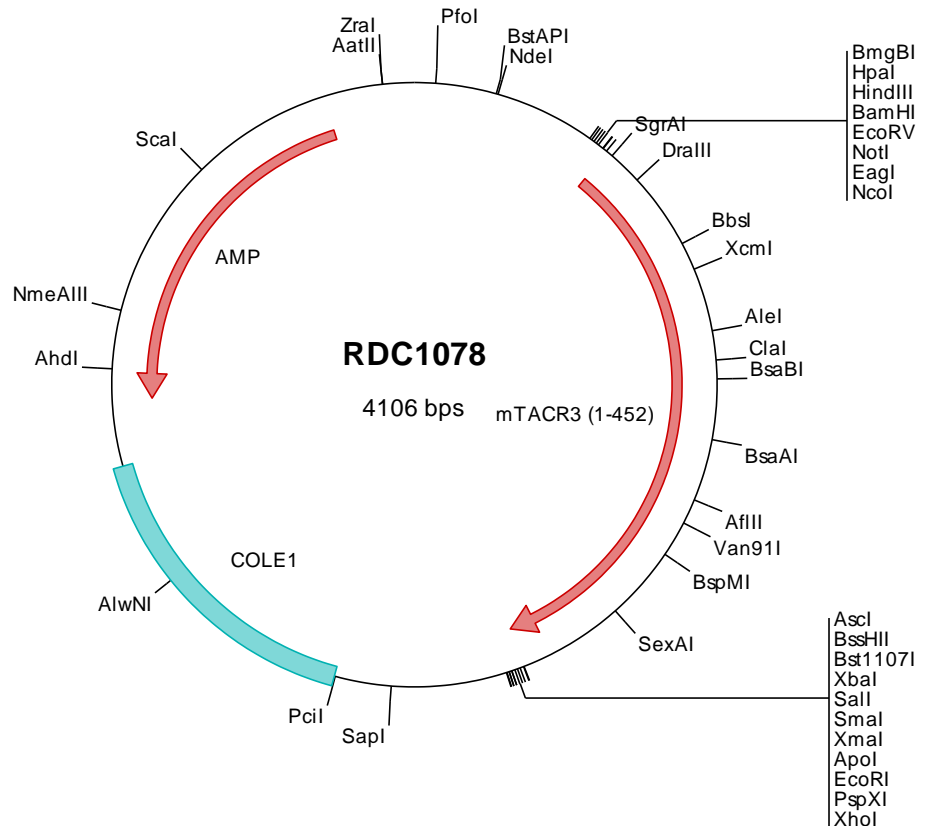 PfoI
ZraI
AatII
BstAPI
NdeI
BmgBI
HpaI
HindIII
BamHI
EcoRV
NotI
EagI
NcoI
SgrAI
DraIII
ScaI
BbsI
XcmI
AMP
NmeAIII
AleI
ClaI
BsaBI
AhdI
RDC1078
4106 bps
mTACR3 (1-452)
BsaAI
AflII
Van91I
BspMI
COLE1
AlwNI
SexAI
PciI
SapI
AscI
BssHII
Bst1107I
XbaI
SalI
SmaI
XmaI
ApoI
EcoRI
PspXI
XhoI